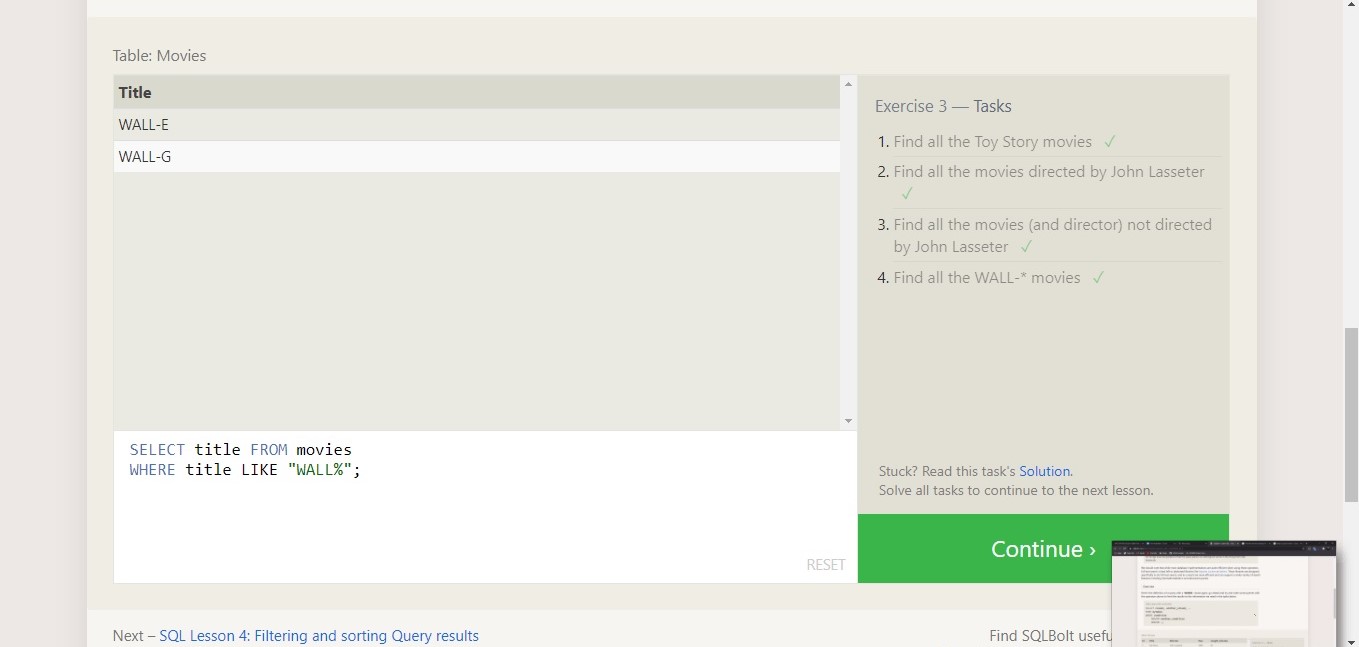 Table: Movies
Title
WALL-E
WALL-G
SELECT title FROM movies
WHERE title LIKE "WALL%";
RESET
Exercise 3 — Tasks
1. Find all the Toy Story movies ✓
2. Find all the movies directed by John Lasseter
✓
3. Find all the movies (and director) not directed
by John Lasseter ✓
4. Find all the WALL-* movies ✓
Stuck? Read this task's Solution.
Solve all tasks to continue to the next lesson.
Continue ›
Next – SQL Lesson 4: Filtering and sorting Query results
Find SQLBolt